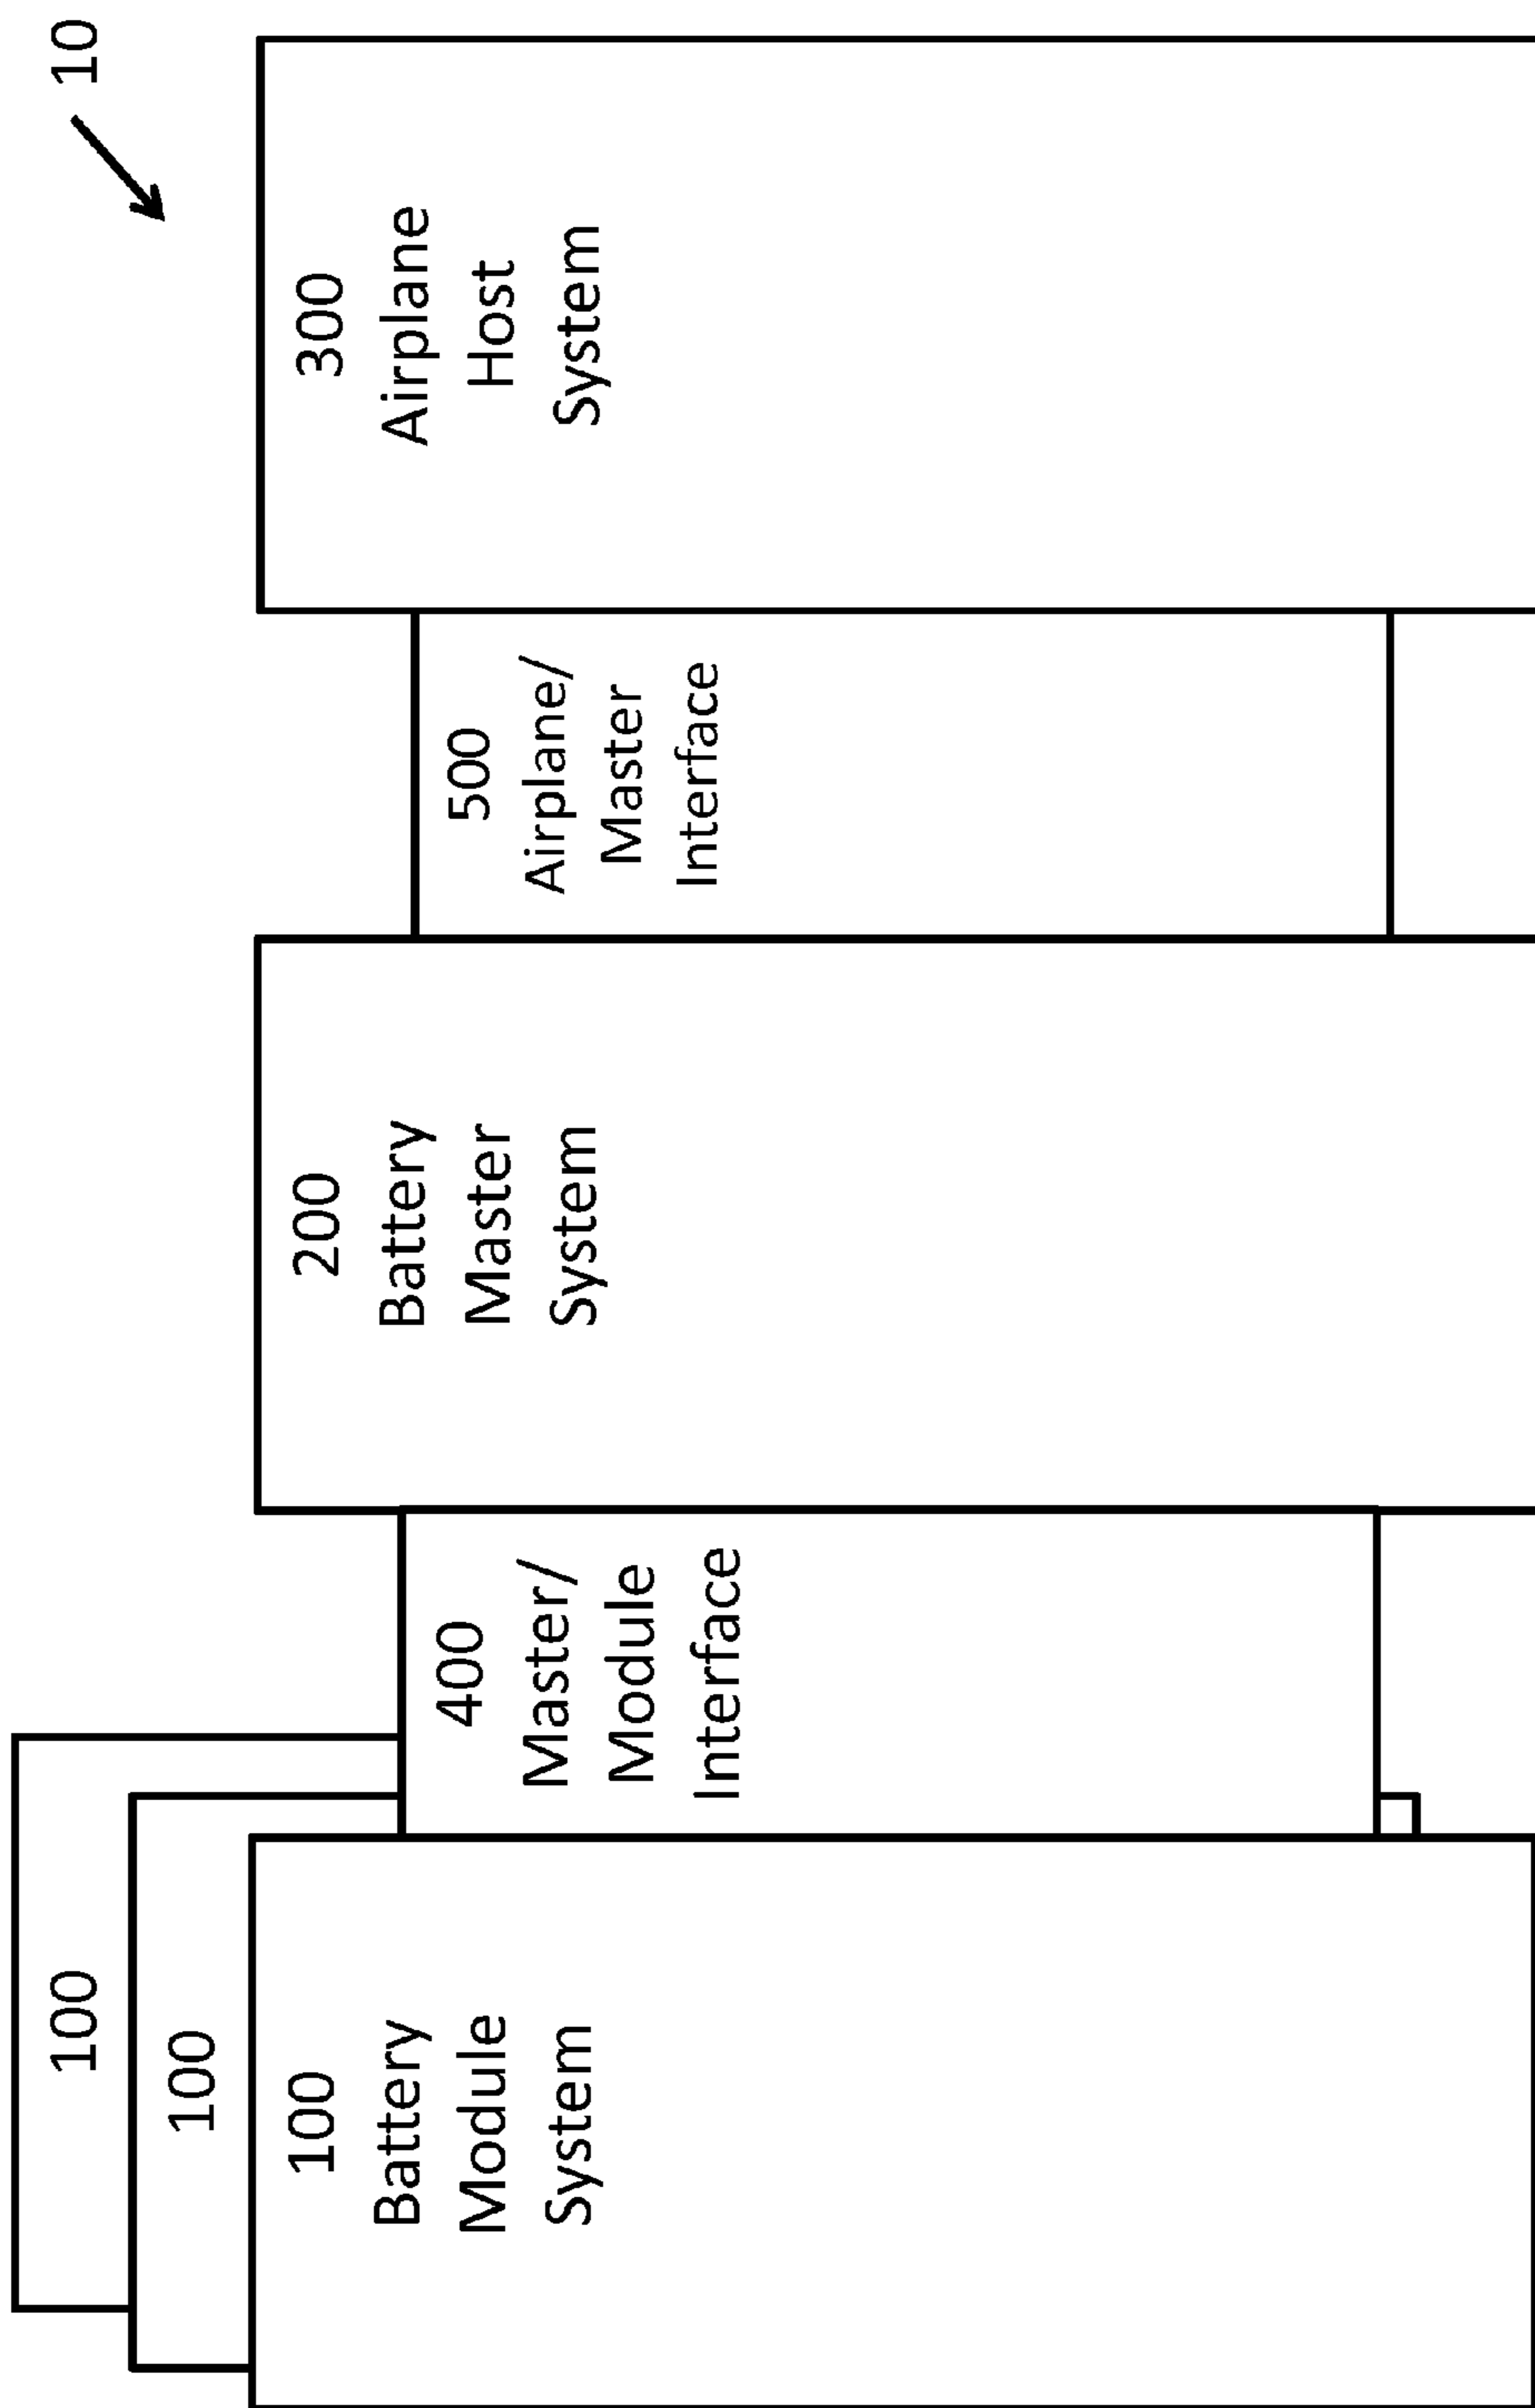 10
100
100
100
Battery
Module
System
400
Master/
Module
Interface
200
Battery
Master
System
500
Airplane/
Master
Interface
300
Airplane
Host
System